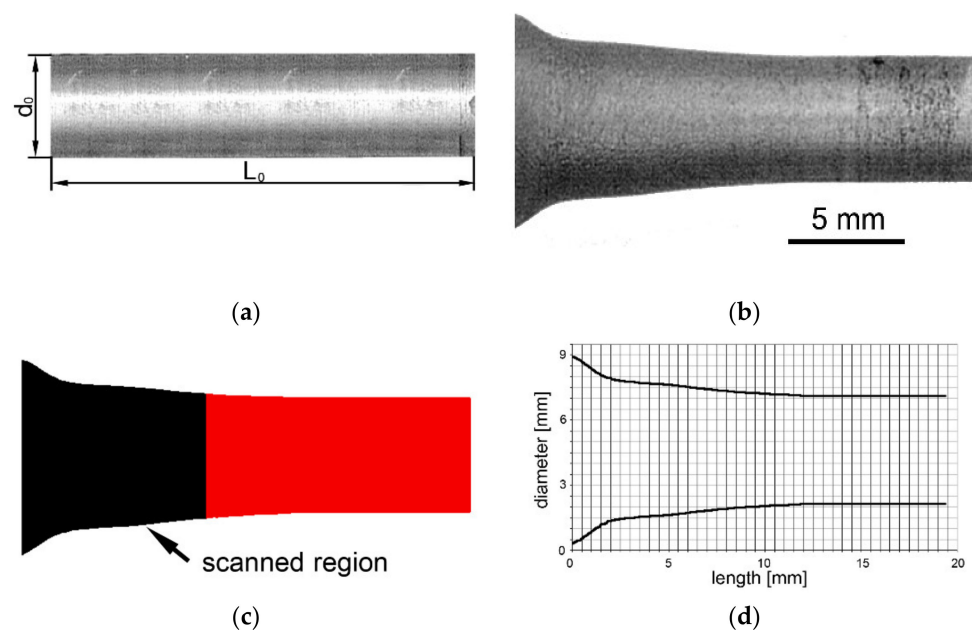 d₀
L₀
5 mm
(a)
(b)
scanned region
(c)
diameter [mm]
9
6
3
0
0
5
10
15
20
length [mm]
(d)